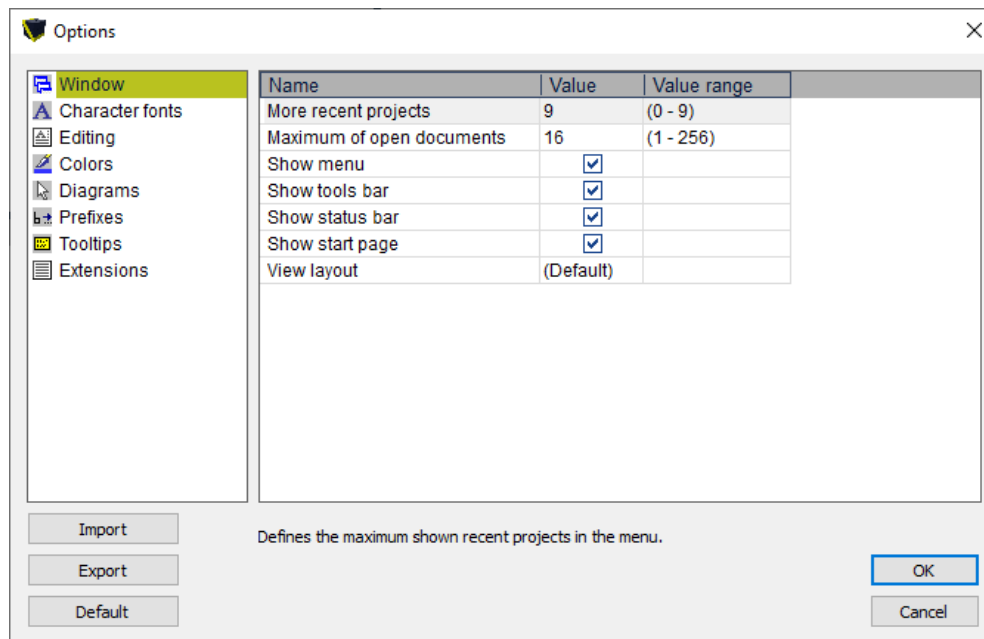 Options
Window
Character fonts
Editing
Colors
Diagrams
Prefixes
Tooltips
Extensions
Name Value Value range
More recent projects 9 (0 - 9)
Maximum of open documents 16 (1 - 256)
Show menu
Show tools bar
Show status bar
Show start page
View layout (Default)
Import
Export
Default
Defines the maximum shown recent projects in the menu.
OK
Cancel